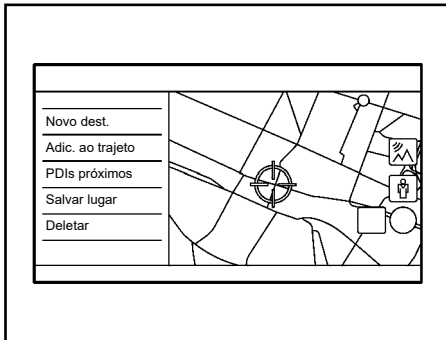 Novo dest.
Adic. ao trajeto
PDIs próximos
Salvar lugar
Deletar